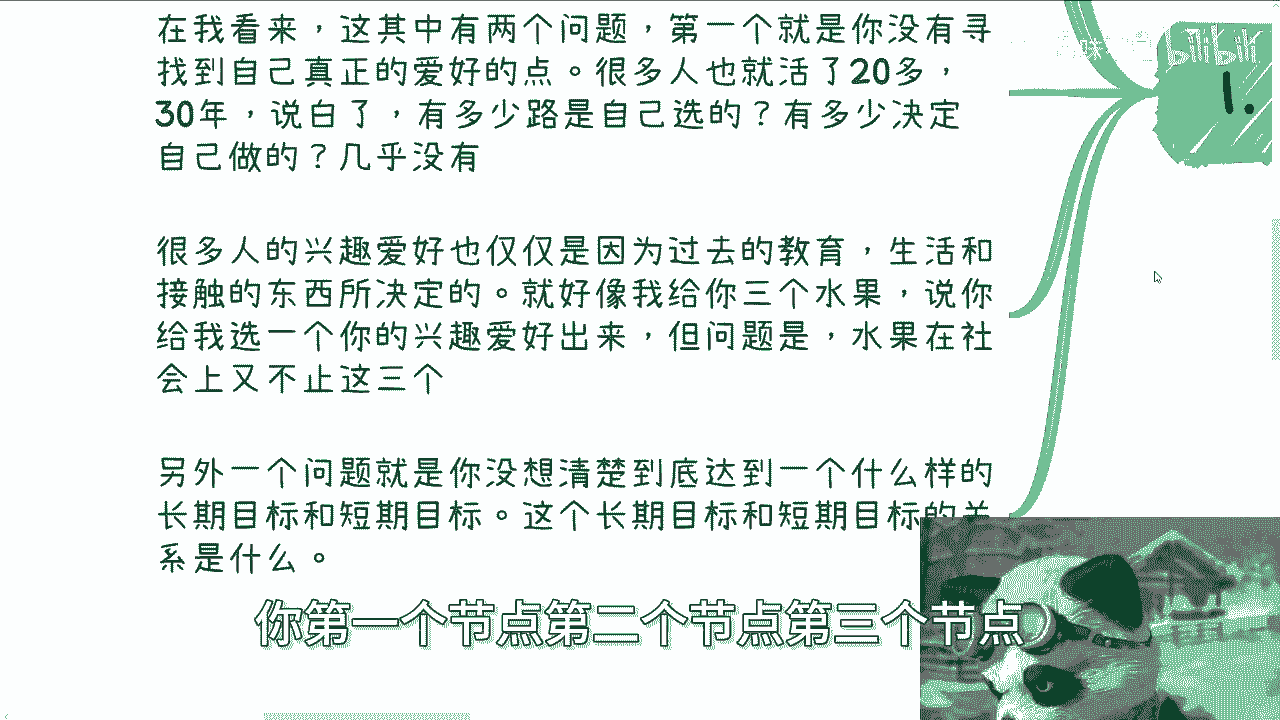 在我看来，这其中有两个问题，第一个就是你没有寻
找到自己真正的爱好的点。很多人也就活了20多，
30年，说白了，有多少路是自己选的？有多少决定
自己做的？几乎没有
很多人的兴趣爱好也仅仅是因为过去的教育，生活和
接触的东西所决定的。就好像我给你三个水果，说你
给我选一个你的兴趣爱好出来，但问题是，水果在社
会上又不止这三个
另外一个问题就是你没想清楚到底达到一个什么样的
长期目标和短期目标。这个长期目标和短期目标的关
系是什么。
你第一个节点第二个节点第三个节点
bilibili
1.